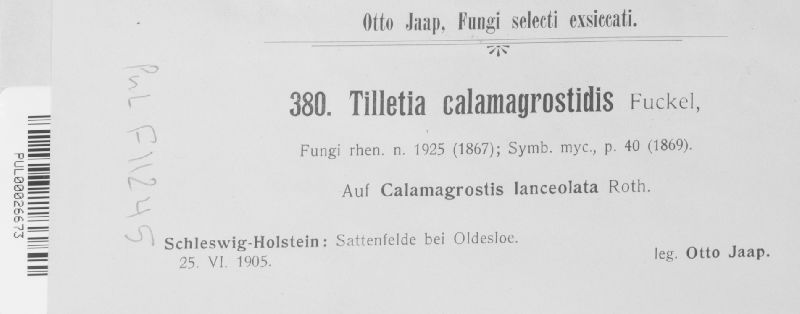 Otto Jaap, Fungi selecti exsiccati.
380. Tilletia calamagrostidis Fuckel,
Fungi rhen. n. 1925 (1867); Symb. myc., p. 40 (1869).
Auf Calamagrostis lanceolata Roth.
Schleswig-Holstein: Sattenfelde bei Oldesloe.
25. VI. 1905.
leg. Otto Jaap.
PUL F11245
PUL00026673